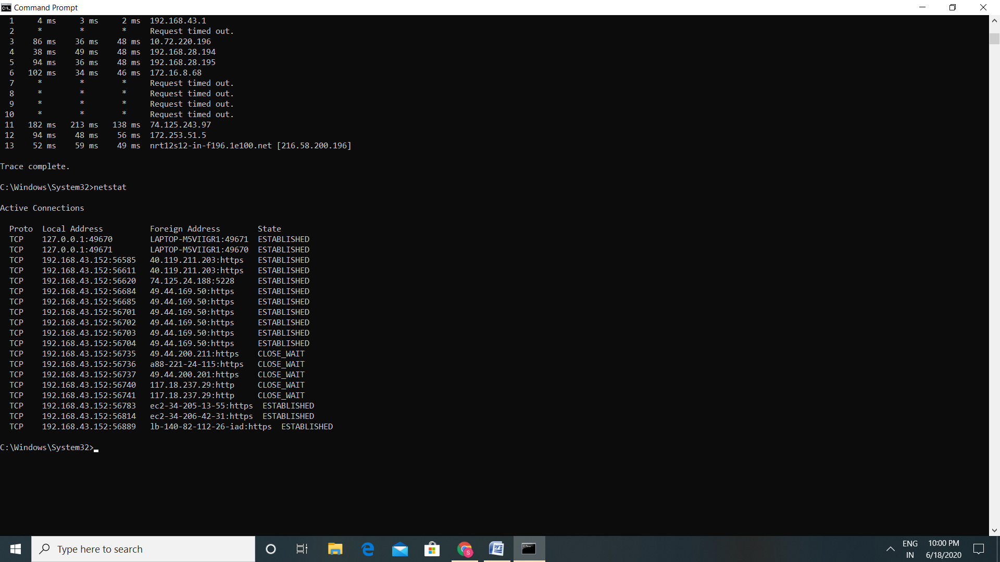 Command Prompt
1 4 ms 3 ms 2 ms 192.168.43.1
2 * * * Request timed out.
3 86 ms 36 ms 48 ms 10.72.220.196
4 38 ms 49 ms 48 ms 192.168.28.194
5 94 ms 36 ms 48 ms 192.168.28.195
6 102 ms 34 ms 46 ms 172.16.8.68
7 * * * Request timed out.
8 * * * Request timed out.
9 * * * Request timed out.
10 * * * Request timed out.
11 182 ms 213 ms 138 ms 74.125.243.97
12 94 ms 48 ms 56 ms 172.253.51.5
13 52 ms 59 ms 49 ms nrt12s12-in-f196.1e100.net [216.58.200.196]
Trace complete.
C:\Windows\System32>netstat
Active Connections
Proto Local Address Foreign Address State
TCP 127.0.0.1:49670 LAPTOP-M5VIIGR1:49671 ESTABLISHED
TCP 127.0.0.1:49671 LAPTOP-M5VIIGR1:49670 ESTABLISHED
TCP 192.168.43.152:56585 40.119.211.203:https ESTABLISHED
TCP 192.168.43.152:56611 40.119.211.203:https ESTABLISHED
TCP 192.168.43.152:56620 74.125.24.188:5228 ESTABLISHED
TCP 192.168.43.152:56684 49.44.169.50:https ESTABLISHED
TCP 192.168.43.152:56685 49.44.169.50:https ESTABLISHED
TCP 192.168.43.152:56701 49.44.169.50:https ESTABLISHED
TCP 192.168.43.152:56702 49.44.169.50:https ESTABLISHED
TCP 192.168.43.152:56703 49.44.169.50:https ESTABLISHED
TCP 192.168.43.152:56704 49.44.169.50:https ESTABLISHED
TCP 192.168.43.152:56735 49.44.200.211:https CLOSE_WAIT
TCP 192.168.43.152:56736 a88-221-24-115:https CLOSE_WAIT
TCP 192.168.43.152:56737 49.44.200.201:https CLOSE_WAIT
TCP 192.168.43.152:56740 117.18.237.29:http CLOSE_WAIT
TCP 192.168.43.152:56741 117.18.237.29:http CLOSE_WAIT
TCP 192.168.43.152:56783 ec2-34-205-13-55:https ESTABLISHED
TCP 192.168.43.152:56814 ec2-34-206-42-31:https ESTABLISHED
TCP 192.168.43.152:56889 lb-140-82-112-26-iad:https ESTABLISHED
C:\Windows\System32>
Type here to search
ENG 10:00 PM
IN 6/18/2020